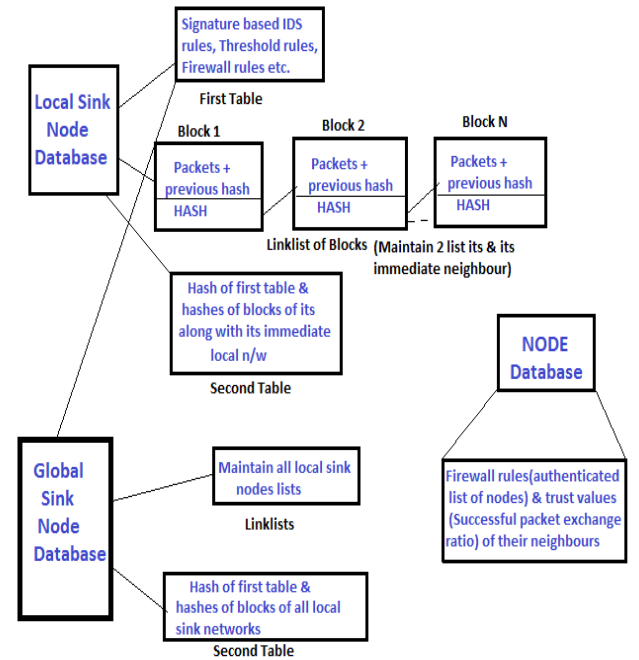 Signature based IDS
rules, Threshold rules,
Firewall rules etc.
First Table
Local Sink
Node
Database
Block 1
Block 2
Block N
Packets +
previous hash
HASH
Packets +
previous hash
HASH
Packets +
previous hash
HASH
Linklist of Blocks
(Maintain 2 list its & its
immediate neighbour)
Hash of first table &
hashes of blocks of its
along with its immediate
local n/w
Second Table
NODE
Database
Firewall rules(authenticated
list of nodes) & trust values
(Successful packet exchange
ratio) of their neighbours
Global
Sink
Node
Database
Maintain all local sink
nodes lists
Linklists
Hash of first table &
hashes of blocks of all local
sink networks
Second Table